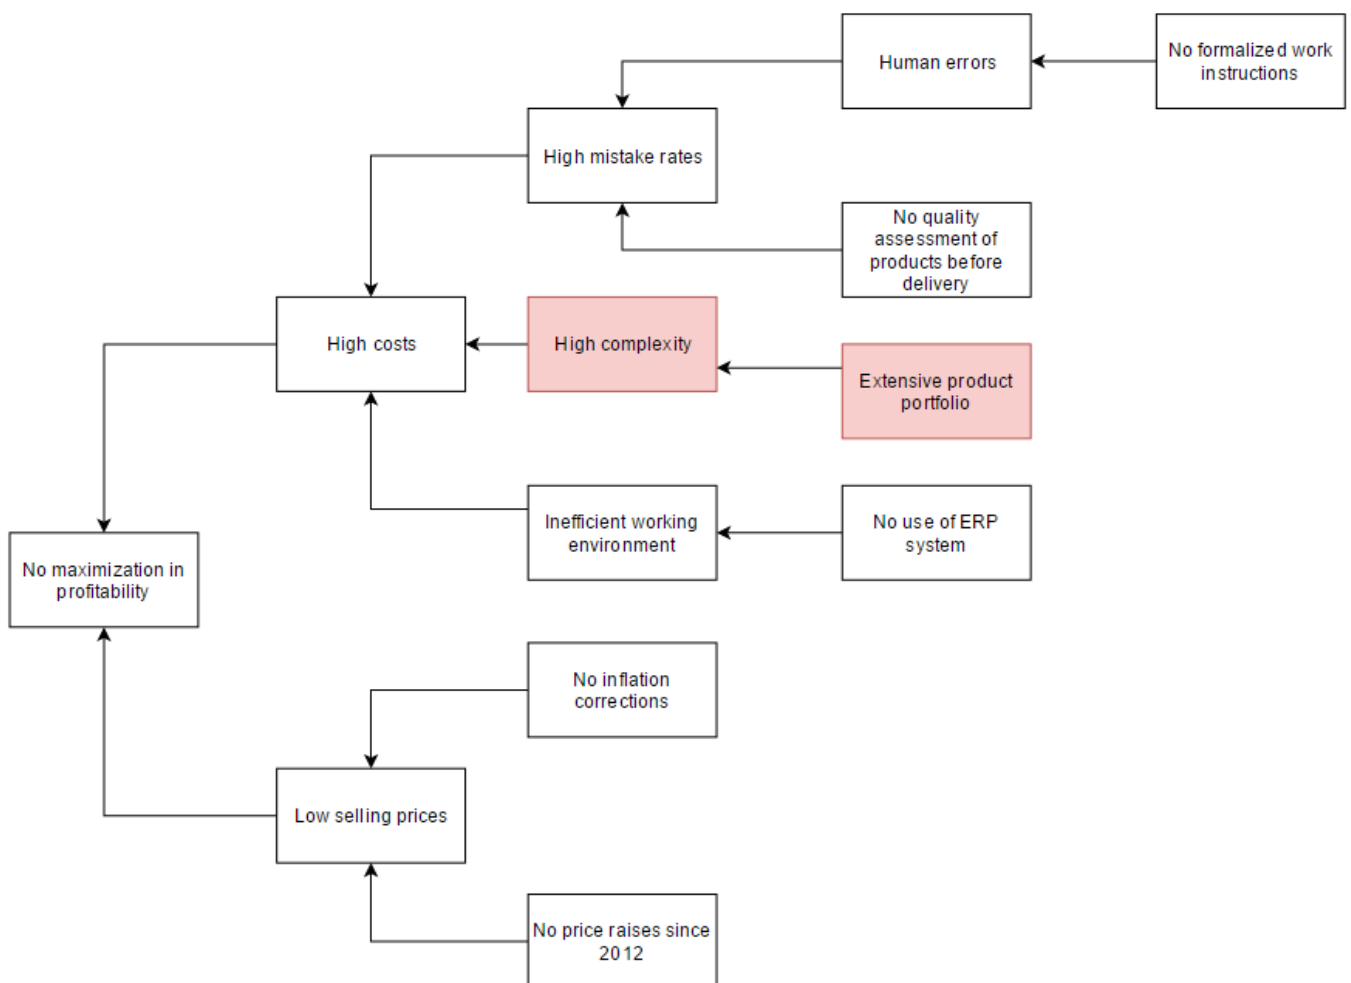 Human errors
No formalized work
instructions
High mistake rates
No quality
assessment of
products before
delivery
High costs
High complexity
Extensive product
portfolio
Inefficient working
environment
No use of ERP
system
No maximization in
profitability
No inflation
corrections
Low selling prices
No price raises since
2012